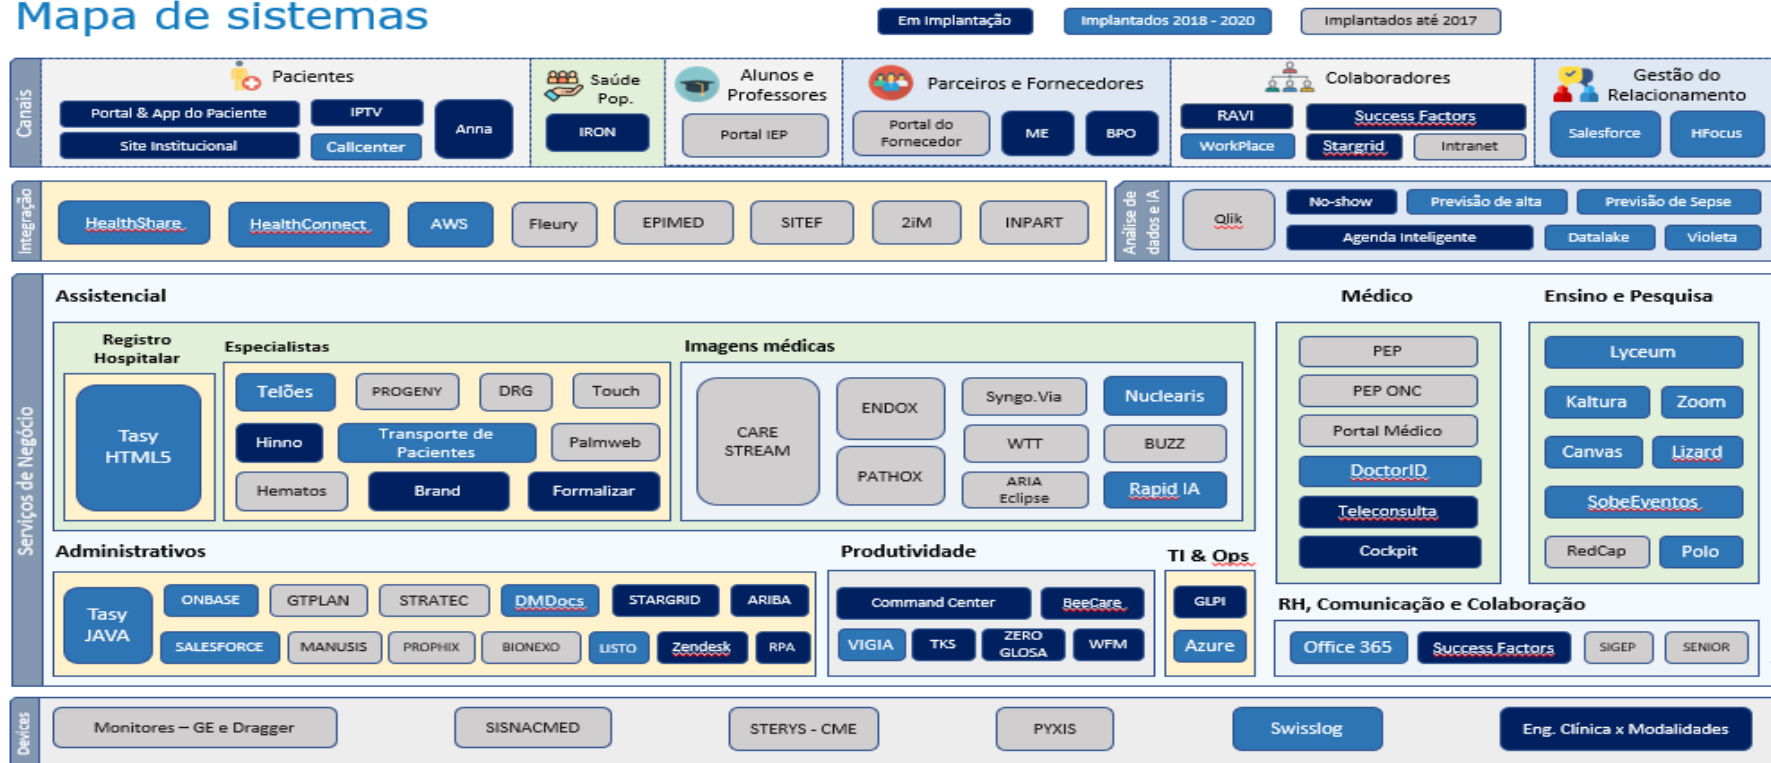 Mapa de sistemas
Em Implantação
Implantados 2018 - 2020
Implantados até 2017
Canais
Pacientes
Portal & App do Paciente
IPTV
Anna
Site Institucional
Callcenter
Saúde
Pop.
IRON
Alunos e
Professores
Portal IEP
Parceiros e Fornecedores
Portal do
Fornecedor
ME
BPO
Colaboradores
RAVI
Success Factors
WorkPlace
Stargrid
Intranet
Gestão do
Relacionamento
Salesforce
HFocus
Integração
HealthShare
HealthConnect
AWS
Fleury
EPIMED
SITEF
2iM
INPART
Análise de
dados e IA
Qlik
No-show
Previsão de alta
Previsão de Sepse
Agenda Inteligente
Datalake
Violeta
Serviços de Negócio
Assistencial
Registro
Hospitalar
Tasy
HTML5
Especialistas
Telões
PROGENY
DRG
Touch
Hinno
Transporte de
Pacientes
Palmweb
Hematos
Brand
Formalizar
Imagens médicas
CARE
STREAM
ENDOX
PATHOX
Syngo.Via
Nuclearis
WTT
BUZZ
ARIA
Eclipse
Rapid IA
Médico
PEP
PEP ONC
Portal Médico
DoctorID
Teleconsulta
Cockpit
Ensino e Pesquisa
Lyceum
Kaltura
Zoom
Canvas
Lizard
SobeEventos
RedCap
Polo
Administrativos
Tasy
JAVA
ONBASE
GTPLAN
STRATEC
DMDocs
STARGRID
ARIBA
SALESFORCE
MANUSIS
PROPHIX
BIONEXO
LISTO
Zendesk
RPA
Produtividade
Command Center
BeeCare
VIGIA
TKS
ZERO
GLOSA
WFM
TI & Ops
GLPI
Azure
RH, Comunicação e Colaboração
Office 365
Success Factors
SIGEP
SENIOR
Devices
Monitores – GE e Dragger
SISNACMED
STERYS - CME
PYXIS
Swisslog
Eng. Clínica x Modalidades